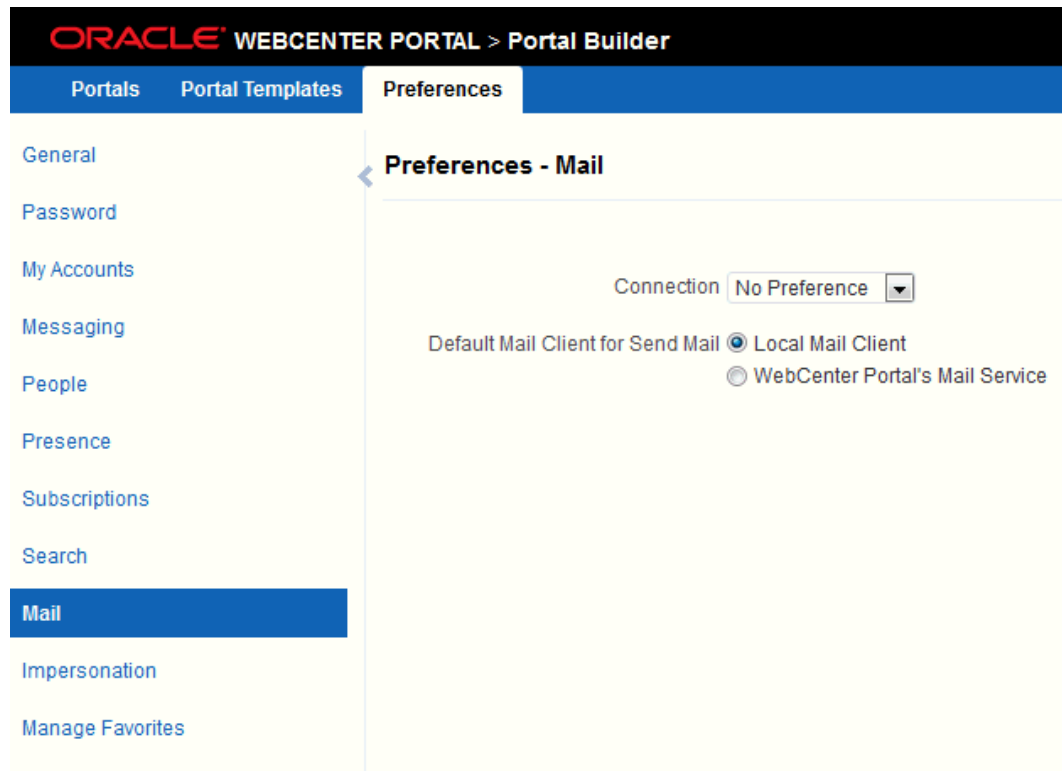 ORACLE WEBCENTER PORTAL > Portal Builder
Portals Portal Templates Preferences
General
Preferences - Mail
Password
My Accounts
Connection No Preference
Messaging
Default Mail Client for Send Mail Local Mail Client
WebCenter Portal's Mail Service
People
Presence
Subscriptions
Search
Mail
Impersonation
Manage Favorites